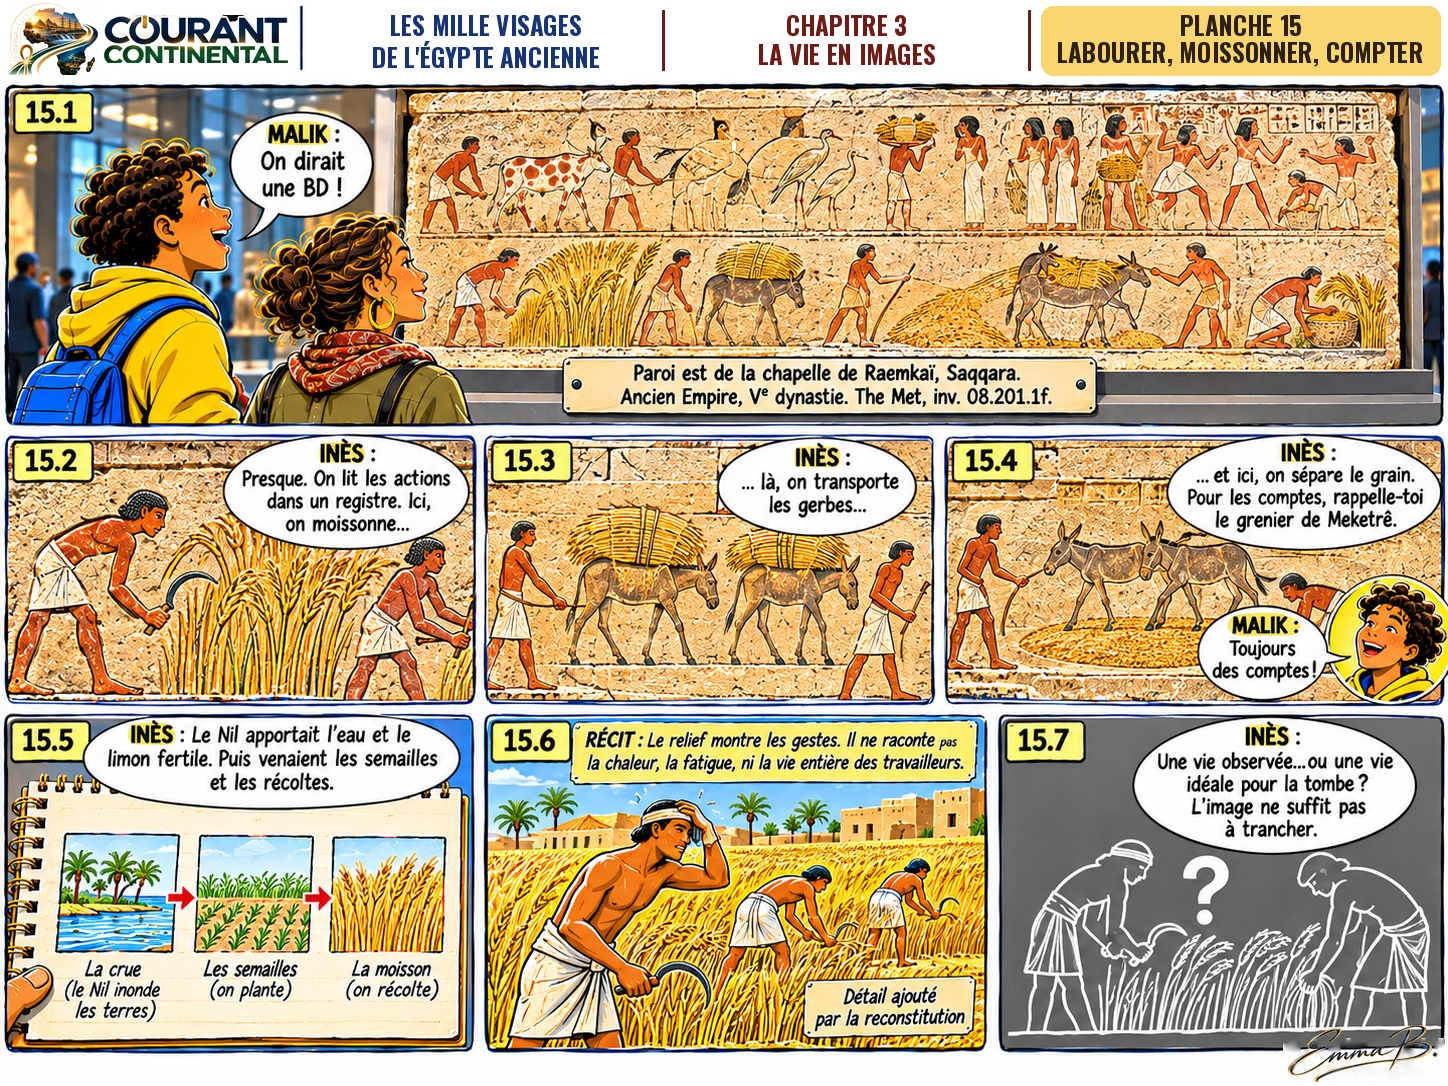 COURANT
CONTINENTAL
LES MILLE VISAGES
DE L'ÉGYPTE ANCIENNE
CHAPITRE 3
LA VIE EN IMAGES
PLANCHE 15
LABOURER, MOISSONNER, COMPTER
15.1
MALIK :
On dirait
une BD !
Paroi est de la chapelle de Raemkaï, Saqqara.
Ancien Empire, Ve dynastie. The Met, inv. 08.201.1f.
15.2
INÈS :
Presque. On lit les actions
dans un registre. Ici,
on moissonne...
15.3
INÈS :
... là, on transporte
les gerbes...
15.4
INÈS :
... et ici, on sépare le grain.
Pour les comptes, rappelle-toi
le grenier de Meketrê.
MALIK :
Toujours
des comptes !
15.5
INÈS : Le Nil apportait l'eau et le
limon fertile. Puis venaient les semailles
et les récoltes.
La crue
(le Nil inonde
les terres)
Les semailles
(on plante)
La moisson
(on récolte)
15.6
RÉCIT : Le relief montre les gestes. Il ne raconte pas
la chaleur, la fatigue, ni la vie entière des travailleurs.
Détail ajouté
par la reconstitution
15.7
INÈS :
Une vie observée...ou une vie
idéale pour la tombe ?
L'image ne suffit pas
à trancher.
?
Emma B.